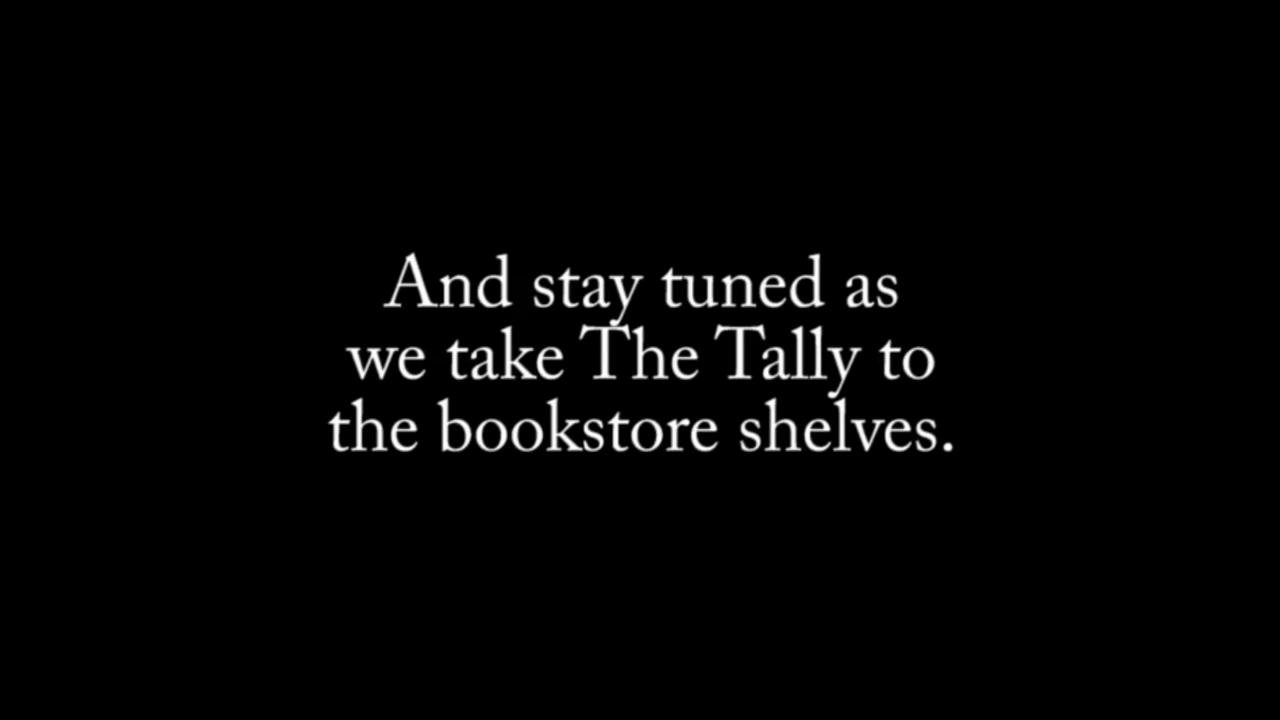 And stay tuned as
we take The Tally to
the bookstore shelves.